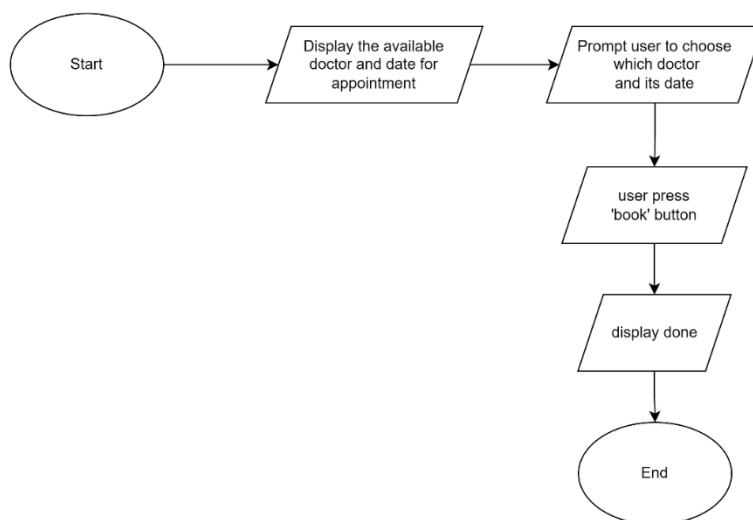 Start
Display the available
doctor and date for
appointment
Prompt user to choose
which doctor
and its date
user press
'book' button
display done
End